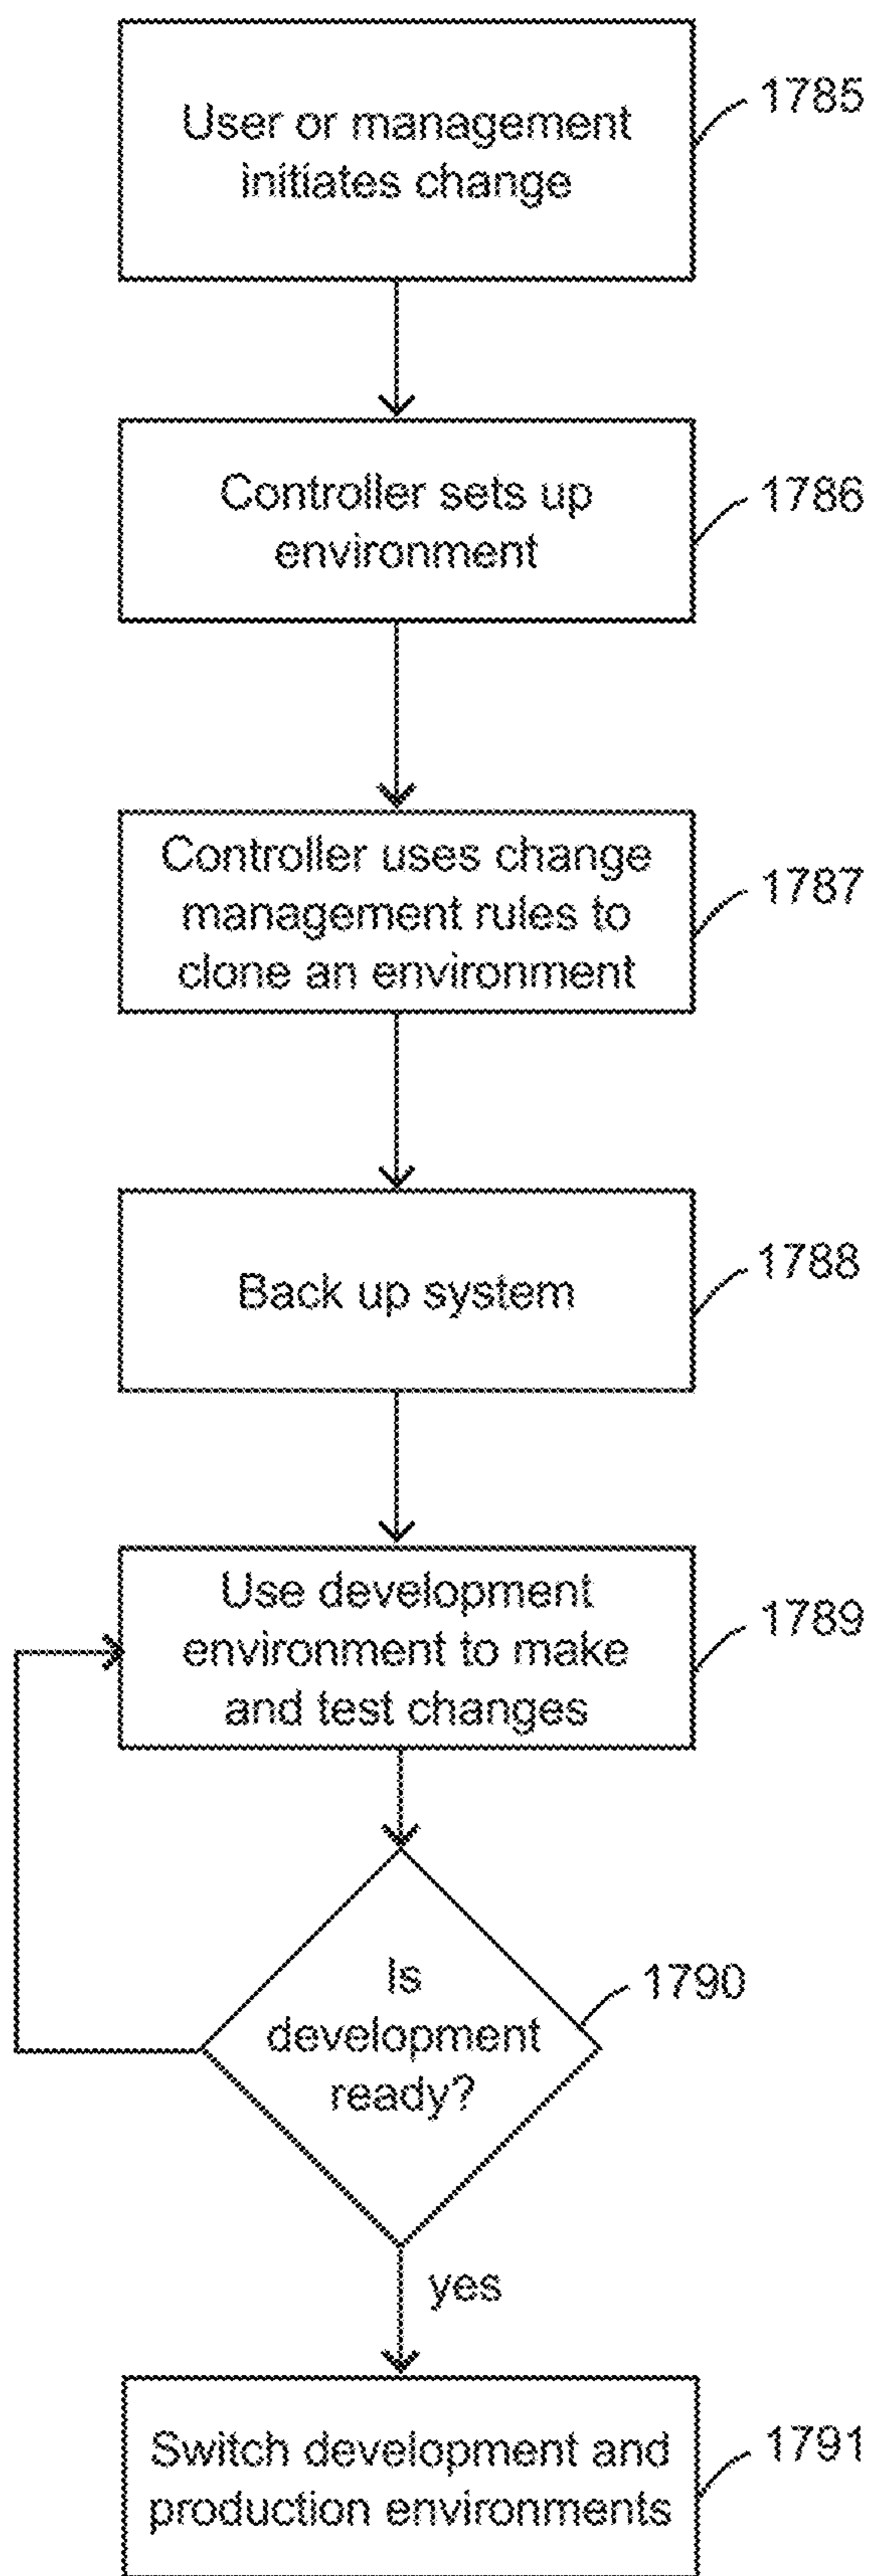 User or management
initiates change
1785
Controller sets up
environment
1786
Controller uses change
management rules to
clone an environment
1787
Back up system
1788
Use development
environment to make
and test changes
1789
Is
development
ready?
1790
yes
Switch development and
production environments
1791